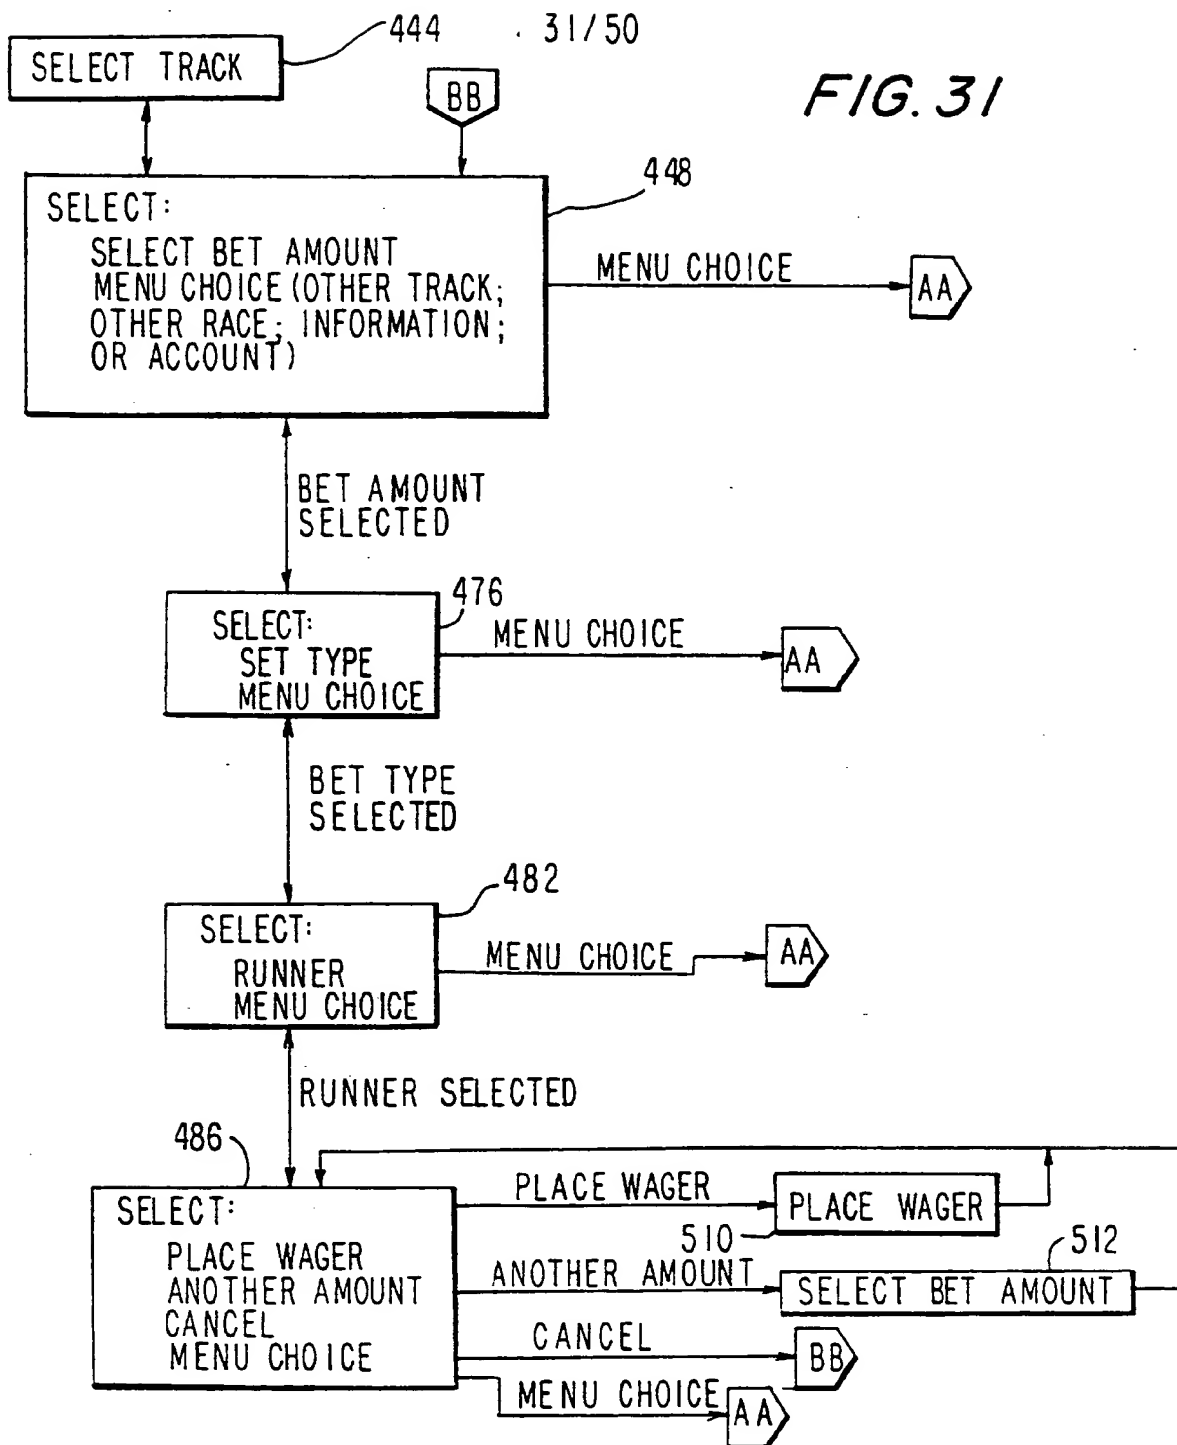 444
31/50
FIG. 31
SELECT TRACK
BB
448
SELECT:
SELECT BET AMOUNT
MENU CHOICE (OTHER TRACK;
OTHER RACE; INFORMATION;
OR ACCOUNT)
MENU CHOICE
AA
BET AMOUNT
SELECTED
476
SELECT:
SET TYPE
MENU CHOICE
MENU CHOICE
AA
BET TYPE
SELECTED
482
SELECT:
RUNNER
MENU CHOICE
MENU CHOICE
AA
RUNNER SELECTED
486
SELECT:
PLACE WAGER
ANOTHER AMOUNT
CANCEL
MENU CHOICE
PLACE WAGER
PLACE WAGER
510
512
ANOTHER AMOUNT
SELECT BET AMOUNT
CANCEL
BB
MENU CHOICE
AA